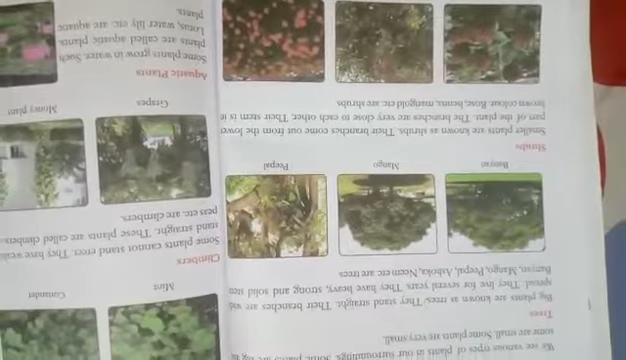 We see various types of plants in our surroundings. Some plants are big
some are small. Some plants are very small.
Trees
Big plants are known as trees. They stand straight. Their branches are
spread. They live for several years. They have heavy, strong and solid
Banyan, Mango, Peepal, Ashoka, Neem etc are trees
Banyan
Mango
Peepal
Shrubs
Smaller plants are known as shrubs. Their branches come out from the lower
part of the plant. The branches are very close to each other. Their stem is
brown colour. Rose, henna, marigold etc are shrubs
Mint
Coriander
Climbers
Some plants cannot stand erect. They have
stand straight. These plants are called climbers
peas etc. are climbers.
Grapes
Money plant
Aquatic Plants
Some plants grow in water. Such
plants are called aquatic plants.
Lotus, water lily etc. are aquatic
plants.